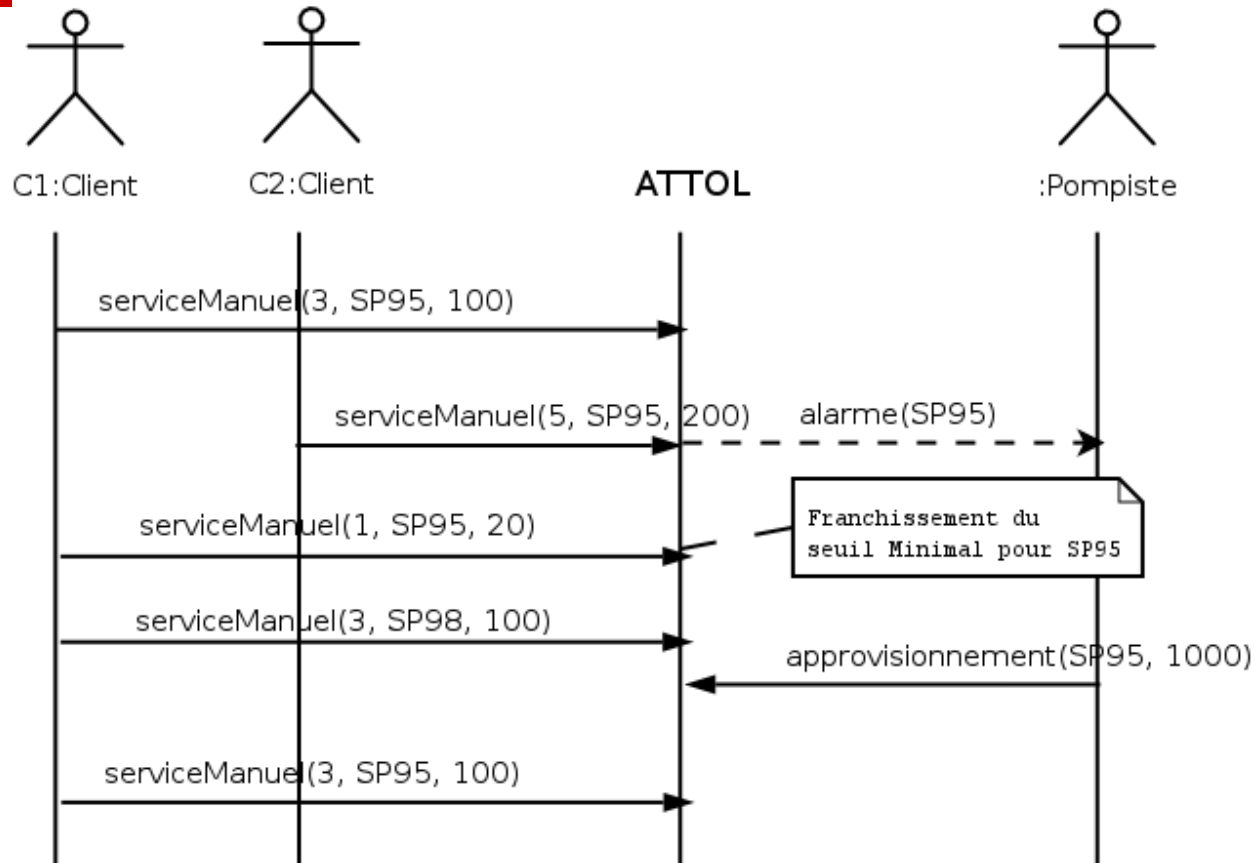 C1:Client
C2:Client
ATTOL
:Pompiste
serviceManuel(3, SP95, 100)
serviceManuel(5, SP95, 200)
alarme(SP95)
Franchissement du
seuil Minimal pour SP95
serviceManuel(1, SP95, 20)
serviceManuel(3, SP98, 100)
approvisionnement(SP95, 1000)
serviceManuel(3, SP95, 100)